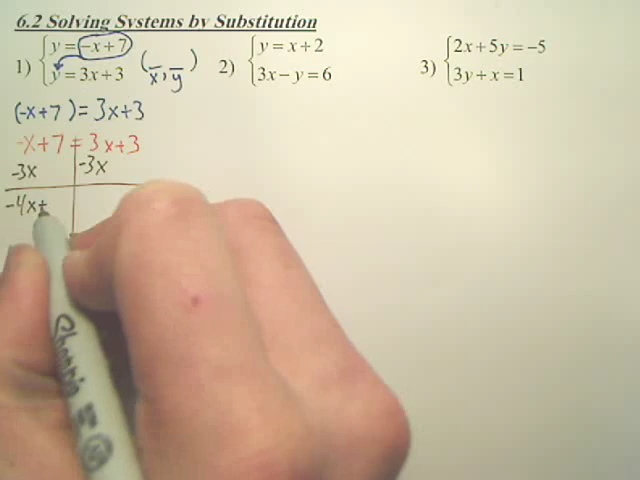 6.2 Solving Systems by Substitution
1) { y = -x + 7 ( _ , _ ) x y
y = 3x + 3
2) { y = x + 2
3x - y = 6
3) { 2x + 5y = -5
3y + x = 1
(-x+7) = 3x+3
-x+7 = 3x+3
-3x -3x
-4x+
Sharpie